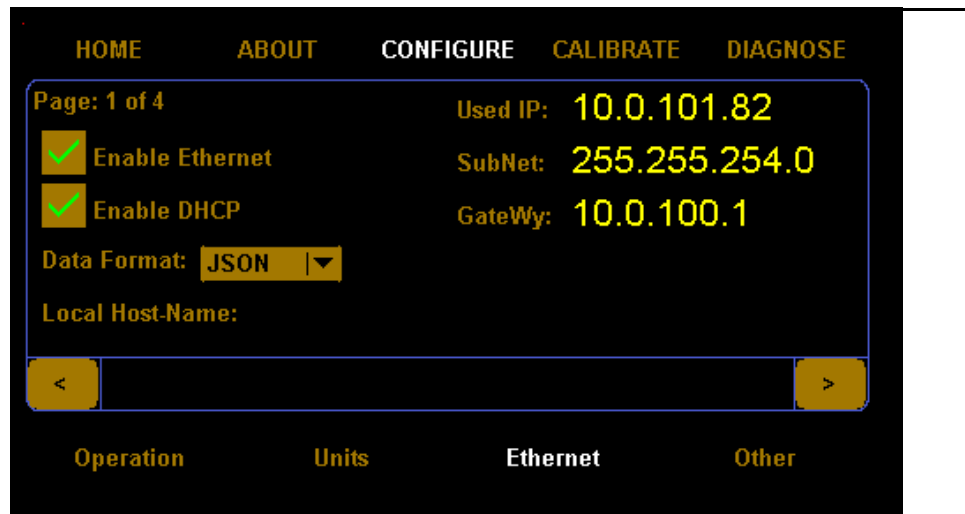 HOME ABOUT CONFIGURE CALIBRATE DIAGNOSE
Page: 1 of 4
Used IP: 10.0.101.82
Enable Ethernet
SubNet: 255.255.254.0
Enable DHCP
GateWy: 10.0.100.1
Data Format: JSON
Local Host-Name:
< >
Operation Units Ethernet Other